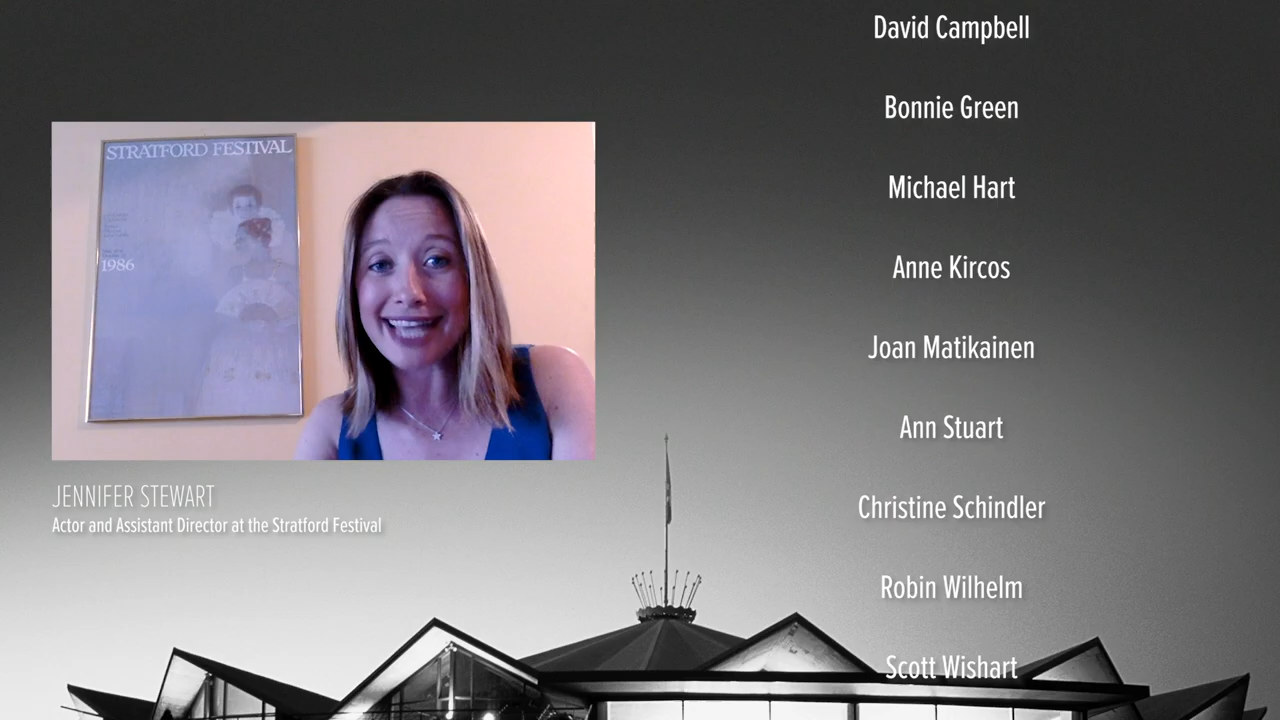 STRATFORD FESTIVAL
1986
JENNIFER STEWART
Actor and Assistant Director at the Stratford Festival
David Campbell
Bonnie Green
Michael Hart
Anne Kircos
Joan Matikainen
Ann Stuart
Christine Schindler
Robin Wilhelm
Scott Wishart